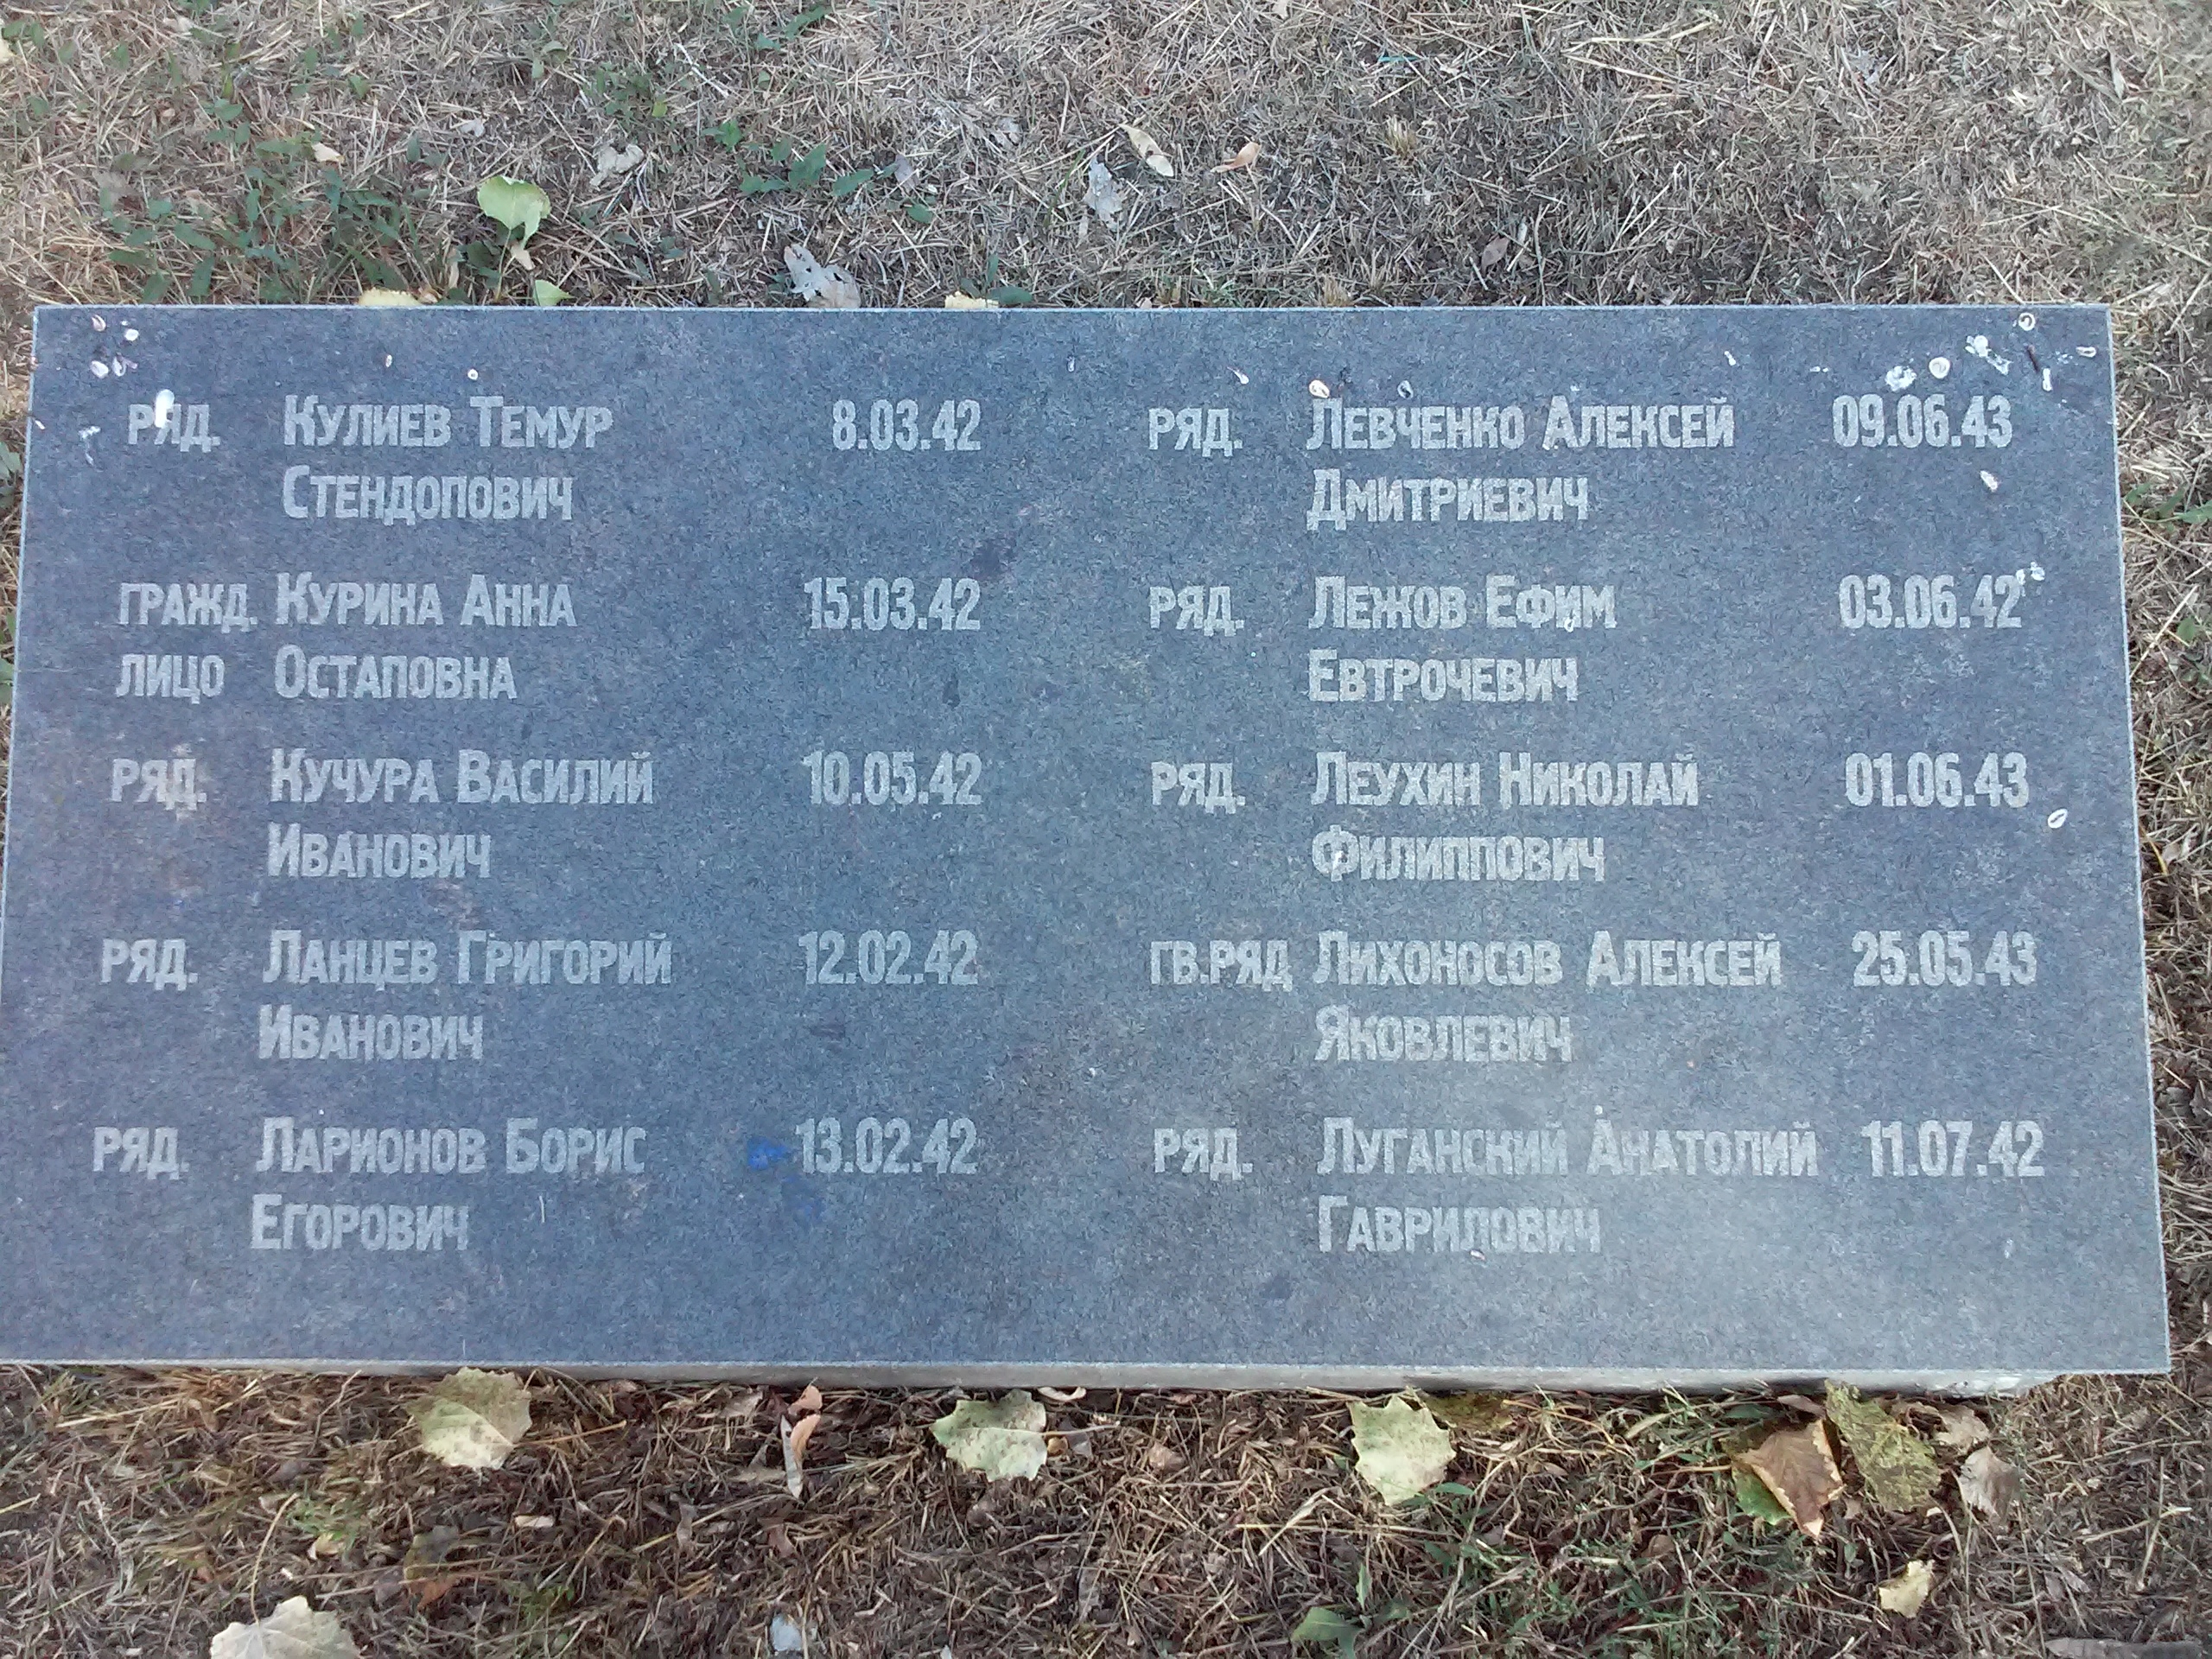 ряд. Кулиев Темур 8.03.42
Стендопович
гражд. Курина Анна 15.03.42
лицо Остаповна
ряд. Кучура Василий 10.05.42
Иванович
ряд. Ланцев Григорий 12.02.42
Иванович
ряд. Ларионов Борис 13.02.42
Егорович
ряд. Левченко Алексей 09.06.43
Дмитриевич
ряд. Лежов Ефим 03.06.42
Евтрочевич
ряд. Леухин Николай 01.06.43
Филиппович
гв.ряд Лихоносов Алексей 25.05.43
Яковлевич
ряд. Луганский Анатолий 11.07.42
Гаврилович